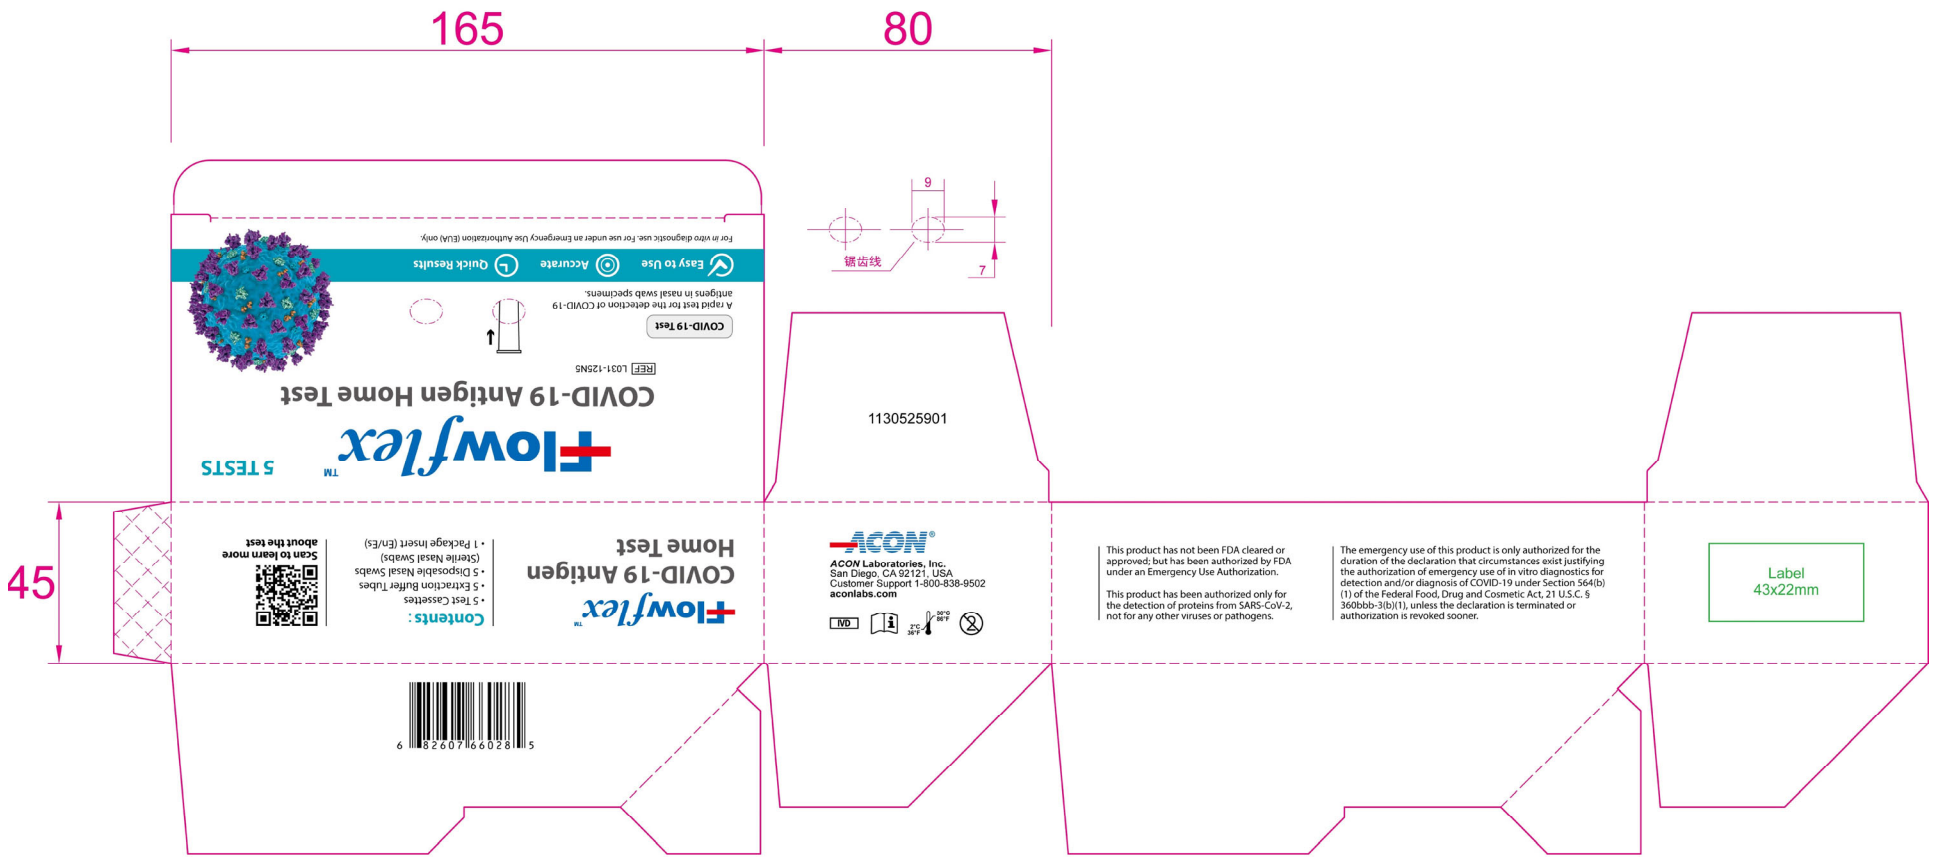 165
80
9
7
锯齿线
45
5 TESTS
Flowflex™
COVID-19 Antigen Home Test
REF L031-125N5
COVID-19 Test
A rapid test for the detection of COVID-19
antigens in nasal swab specimens.
Easy to Use
Accurate
Quick Results
For in vitro diagnostic use. For use under an Emergency Use Authorization (EUA) only.
Flowflex™
COVID-19 Antigen
Home Test
Contents:
• 5 Test Cassettes
• 5 Extraction Buffer Tubes
• 5 Disposable Nasal Swabs
(Sterile Nasal Swabs)
• 1 Package Insert (En/Es)
Scan to learn more
about the test
6 82607 66028 5
1130525901
ACON®
ACON Laboratories, Inc.
San Diego, CA 92121, USA
Customer Support 1-800-838-9502
aconlabs.com
IVD
i
2°C
36°F
30°C
86°F
2
This product has not been FDA cleared or
approved; but has been authorized by FDA
under an Emergency Use Authorization.
This product has been authorized only for
the detection of proteins from SARS-CoV-2,
not for any other viruses or pathogens.
The emergency use of this product is only authorized for the
duration of the declaration that circumstances exist justifying
the authorization of emergency use of in vitro diagnostics for
detection and/or diagnosis of COVID-19 under Section 564(b)
(1) of the Federal Food, Drug and Cosmetic Act, 21 U.S.C. §
360bbb-3(b)(1), unless the declaration is terminated or
authorization is revoked sooner.
Label
43x22mm